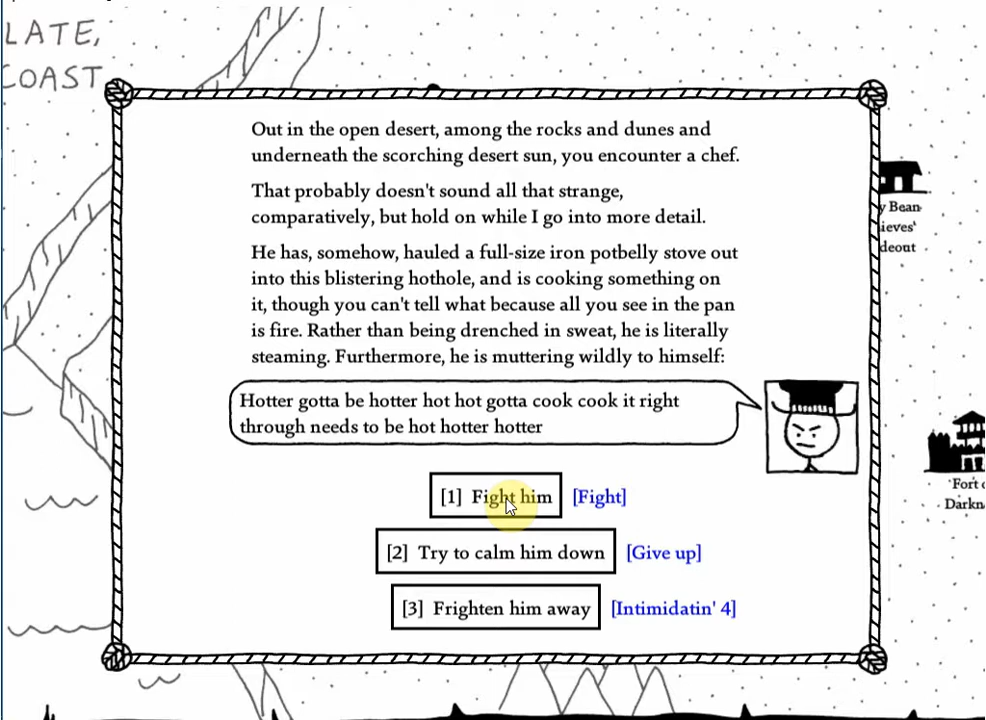 LATE,
COAST
Out in the open desert, among the rocks and dunes and
underneath the scorching desert sun, you encounter a chef.
That probably doesn't sound all that strange,
comparatively, but hold on while I go into more detail.
He has, somehow, hauled a full-size iron potbelly stove out
into this blistering hothole, and is cooking something on
it, though you can't tell what because all you see in the pan
is fire. Rather than being drenched in sweat, he is literally
steaming. Furthermore, he is muttering wildly to himself:
Hotter gotta be hotter hot hot gotta cook cook it right
through needs to be hot hotter hotter
[1] Fight him [Fight]
[2] Try to calm him down [Give up]
[3] Frighten him away [Intimidatin' 4]
y Bean
ieves'
deout
Fort o
Darkn